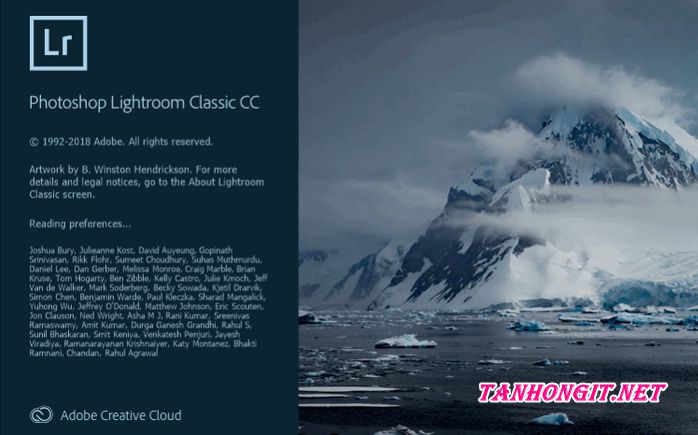 Lr
Photoshop Lightroom Classic CC
© 1992-2018 Adobe. All rights reserved.
Artwork by B. Winston Hendrickson. For more
details and legal notices, go to the About Lightroom
Classic screen.
Reading preferences...
Joshua Bury, Julieanne Kost, David Auyeung, Gopinath
Srinivasan, Rikk Flohr, Sumeet Choudhury, Suhas Muthmurdu,
Daniel Lee, Dan Gerber, Melissa Monroe, Craig Marble, Brian
Kruse, Tom Hogarty, Ben Zibble, Kelly Castro, Julie Kmoch, Jeff
Van de Walker, Mark Soderberg, Becky Sowada, Kjetil Drarvik,
Simon Chen, Benjamin Warde, Paul Kleczka, Sharad Mangalick,
Yuhong Wu, Jeffrey O'Donald, Matthew Johnson, Eric Scouten,
Jon Clauson, Ned Wright, Asha M J, Rani Kumar, Sreenivas
Ramaswamy, Amit Kumar, Durga Ganesh Grandhi, Rahul S,
Sunil Bhaskaran, Smit Keniya, Venkatesh Penjuri, Jayesh
Viradiya, Ramanarayanan Krishnaiyer, Katy Montanez, Bhakti
Ramnani, Chandan, Rahul Agrawal
Adobe Creative Cloud
TANHONGIT.NET